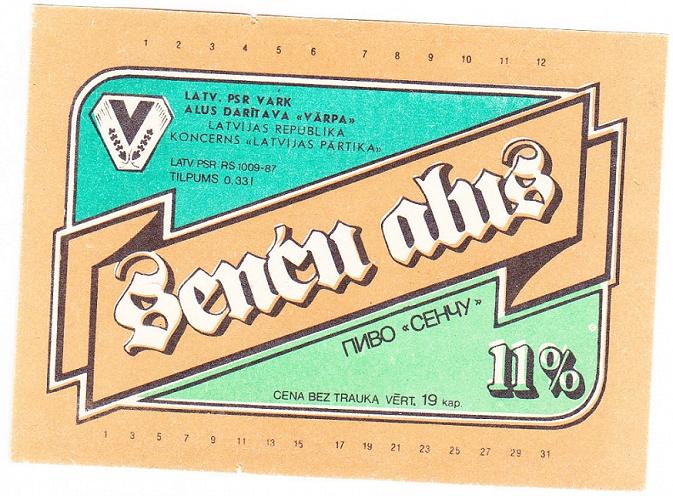 1 2 3 4 5 6 7 8 9 10 11 12
V
LATV. PSR VARK
ALUS DARĪTAVA «VĀRPA»
LATVIJAS REPUBLIKA
KONCERNS «LATVIJAS PĀRTIKA»
LATV PSR RS 1009-87
TILPUMS 0.33 l
Senču alus
ПИВО «СЕНЧУ»
11%
CENA BEZ TRAUKA VĒRT. 19 kap.
1 3 5 7 9 11 13 15 17 19 21 23 25 27 29 31